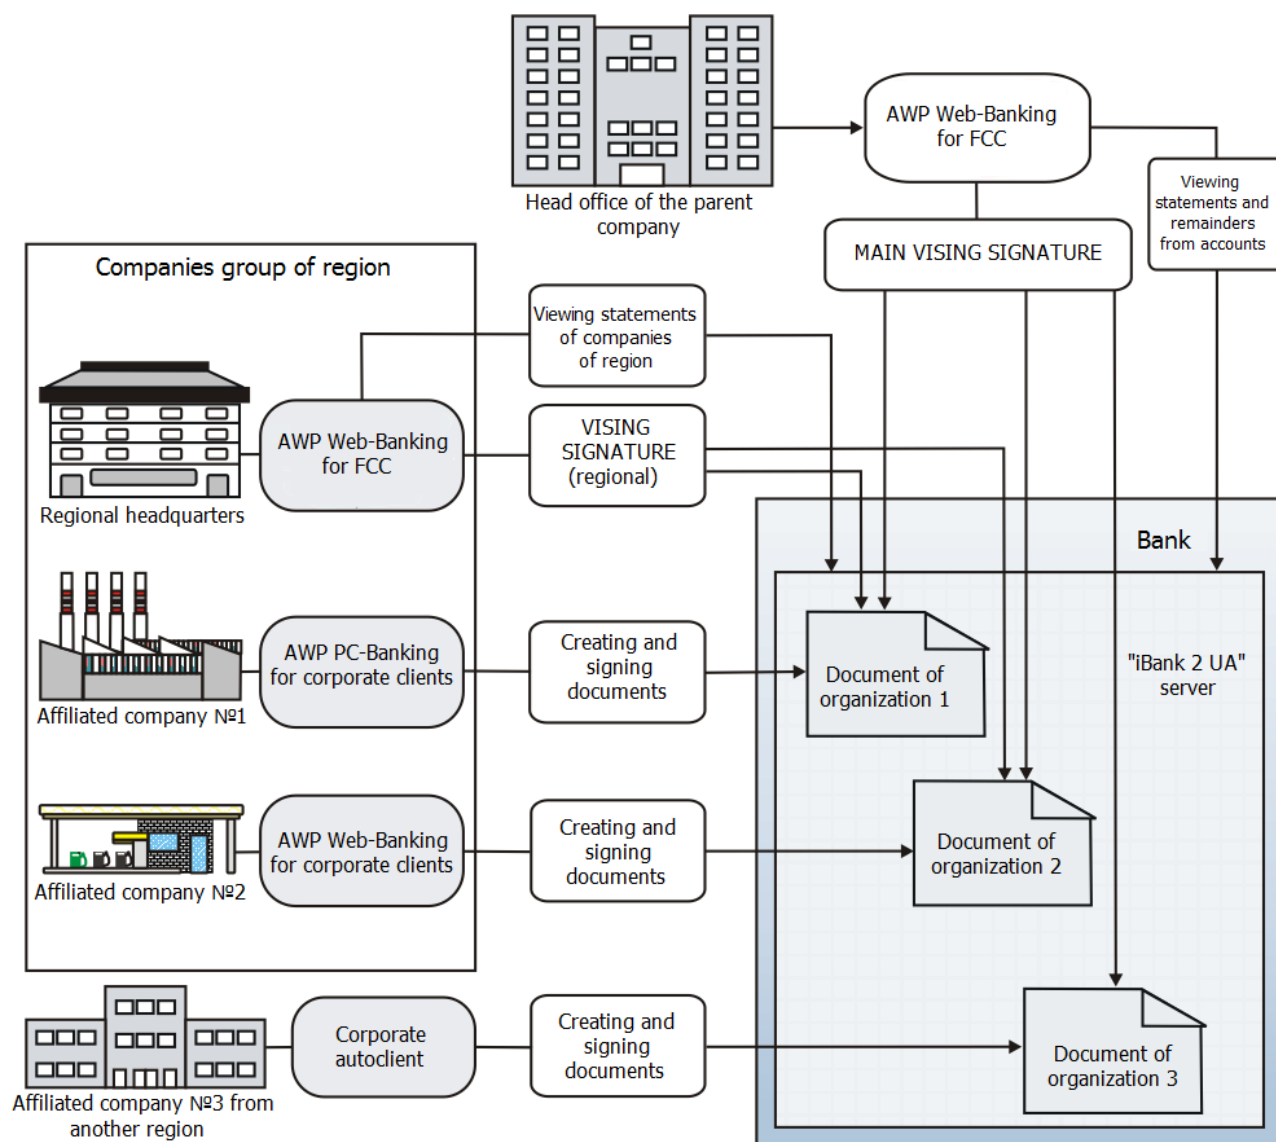 Head office of the parent
company
AWP Web-Banking
for FCC
Viewing
statements and
remainders
from accounts
MAIN VISING SIGNATURE
Companies group of region
Viewing statements
of companies
of region
Regional headquarters
AWP Web-Banking
for FCC
VISING
SIGNATURE
(regional)
Bank
"iBank 2 UA"
server
Affiliated company №1
AWP PC-Banking
for corporate clients
Creating and
signing
documents
Document of
organization 1
Affiliated company №2
AWP Web-Banking
for corporate clients
Creating and
signing
documents
Document of
organization 2
Affiliated company №3 from
another region
Corporate
autoclient
Creating and
signing
documents
Document of
organization 3